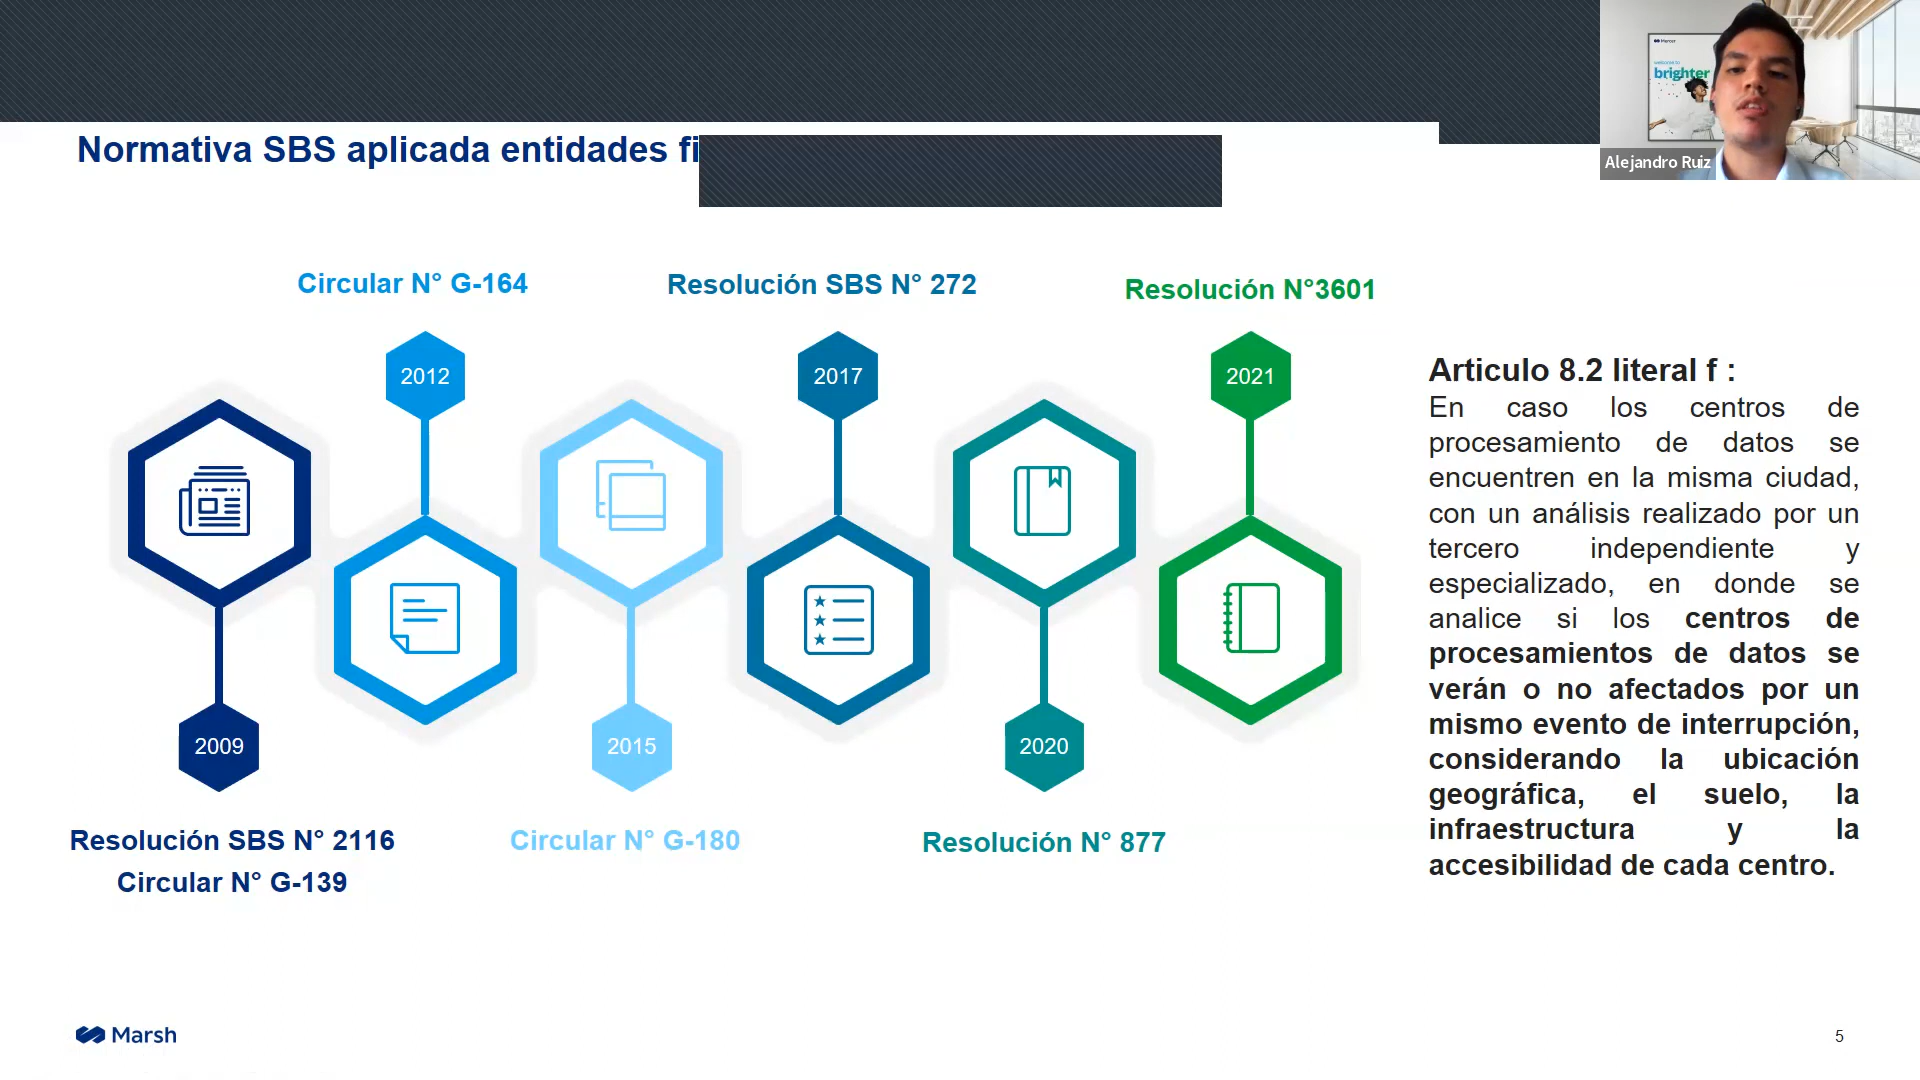 Normativa SBS aplicada entidades fi
Mercer
welcome to
brighter
Alejandro Ruiz
Circular N° G-164
Resolución SBS N° 272
Resolución N°3601
2012
2017
2021
2009
2015
2020
Resolución SBS N° 2116
Circular N° G-139
Circular N° G-180
Resolución N° 877
Articulo 8.2 literal f :
En caso los centros de
procesamiento de datos se
encuentren en la misma ciudad,
con un análisis realizado por un
tercero independiente y
especializado, en donde se
analice si los centros de
procesamientos de datos se
verán o no afectados por un
mismo evento de interrupción,
considerando la ubicación
geográfica, el suelo, la
infraestructura y la
accesibilidad de cada centro.
Marsh
5